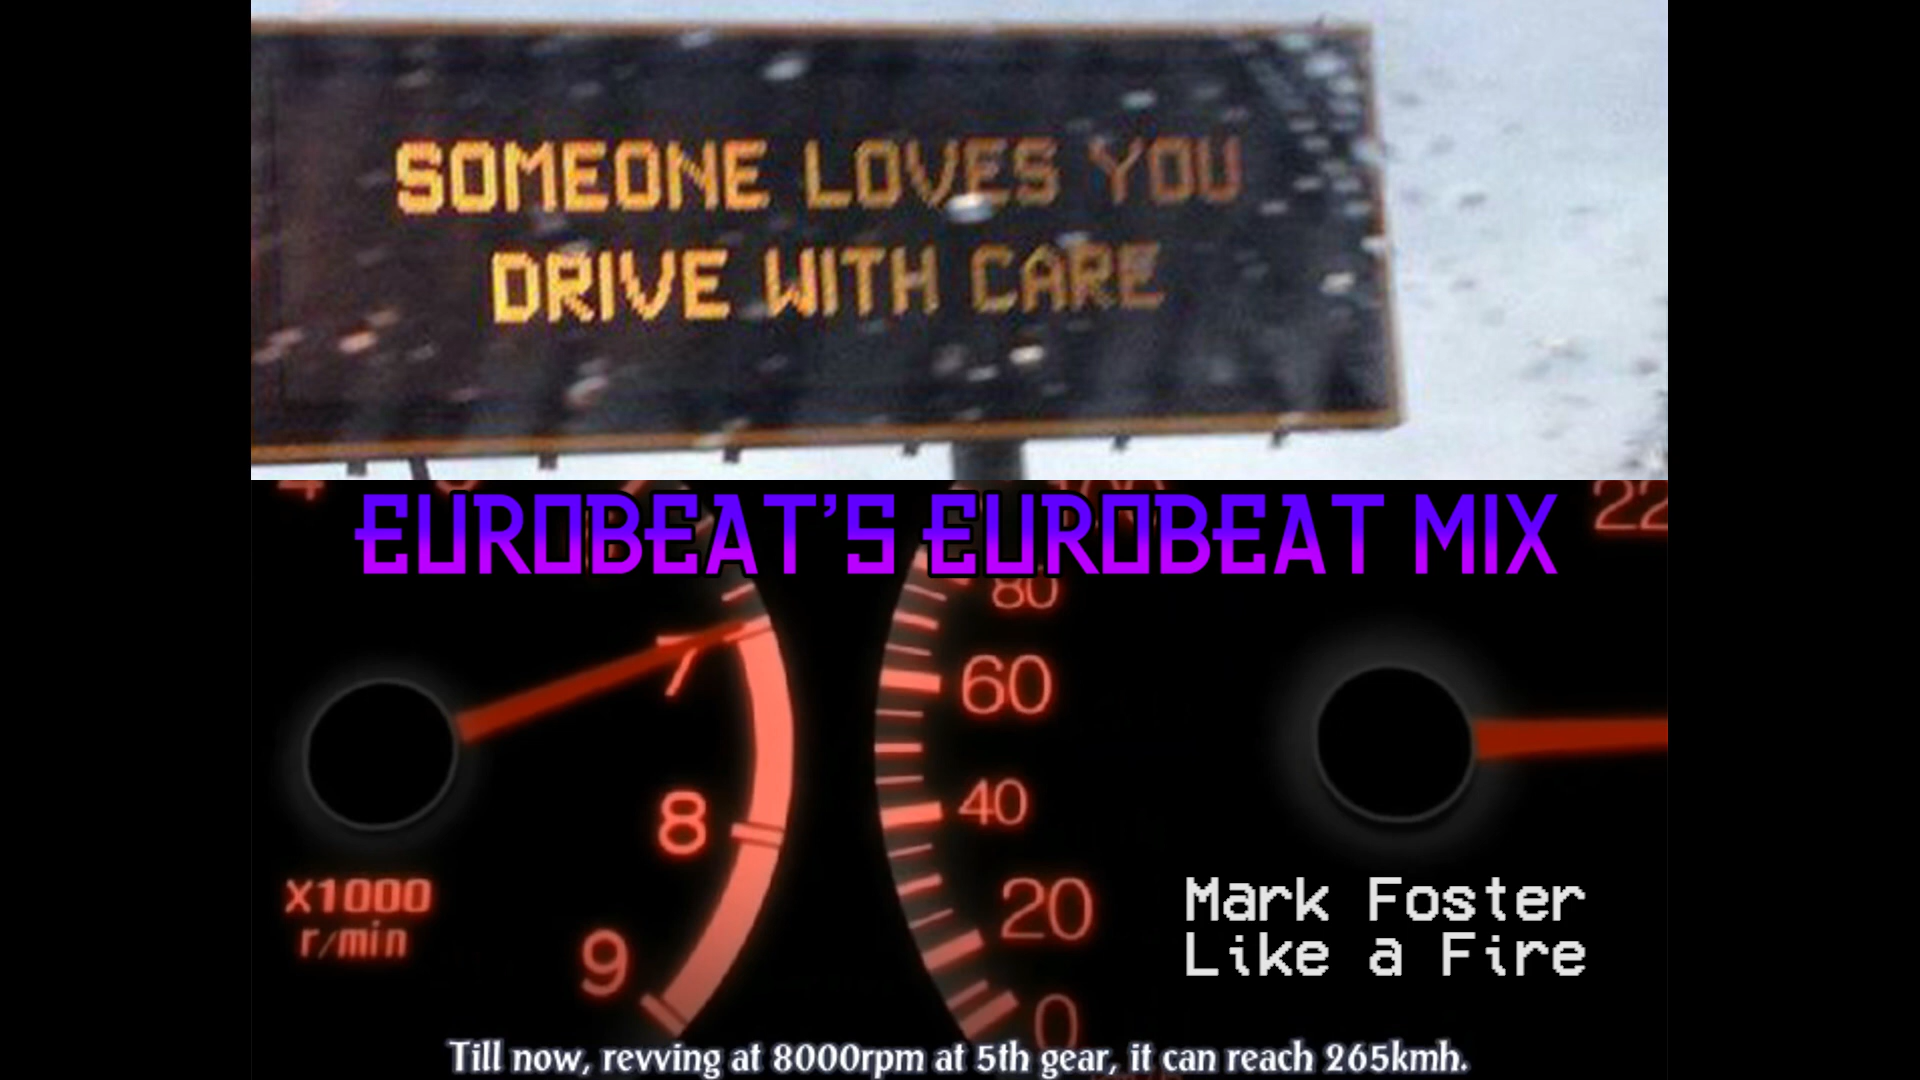 SOMEONE LOVES YOU
DRIVE WITH CARE
EUROBEAT'S EUROBEAT MIX
22
80
7
60
8
40
X1000
r/min
20
Mark Foster
Like a Fire
9
0
Till now, revving at 8000rpm at 5th gear, it can reach 265kmh.